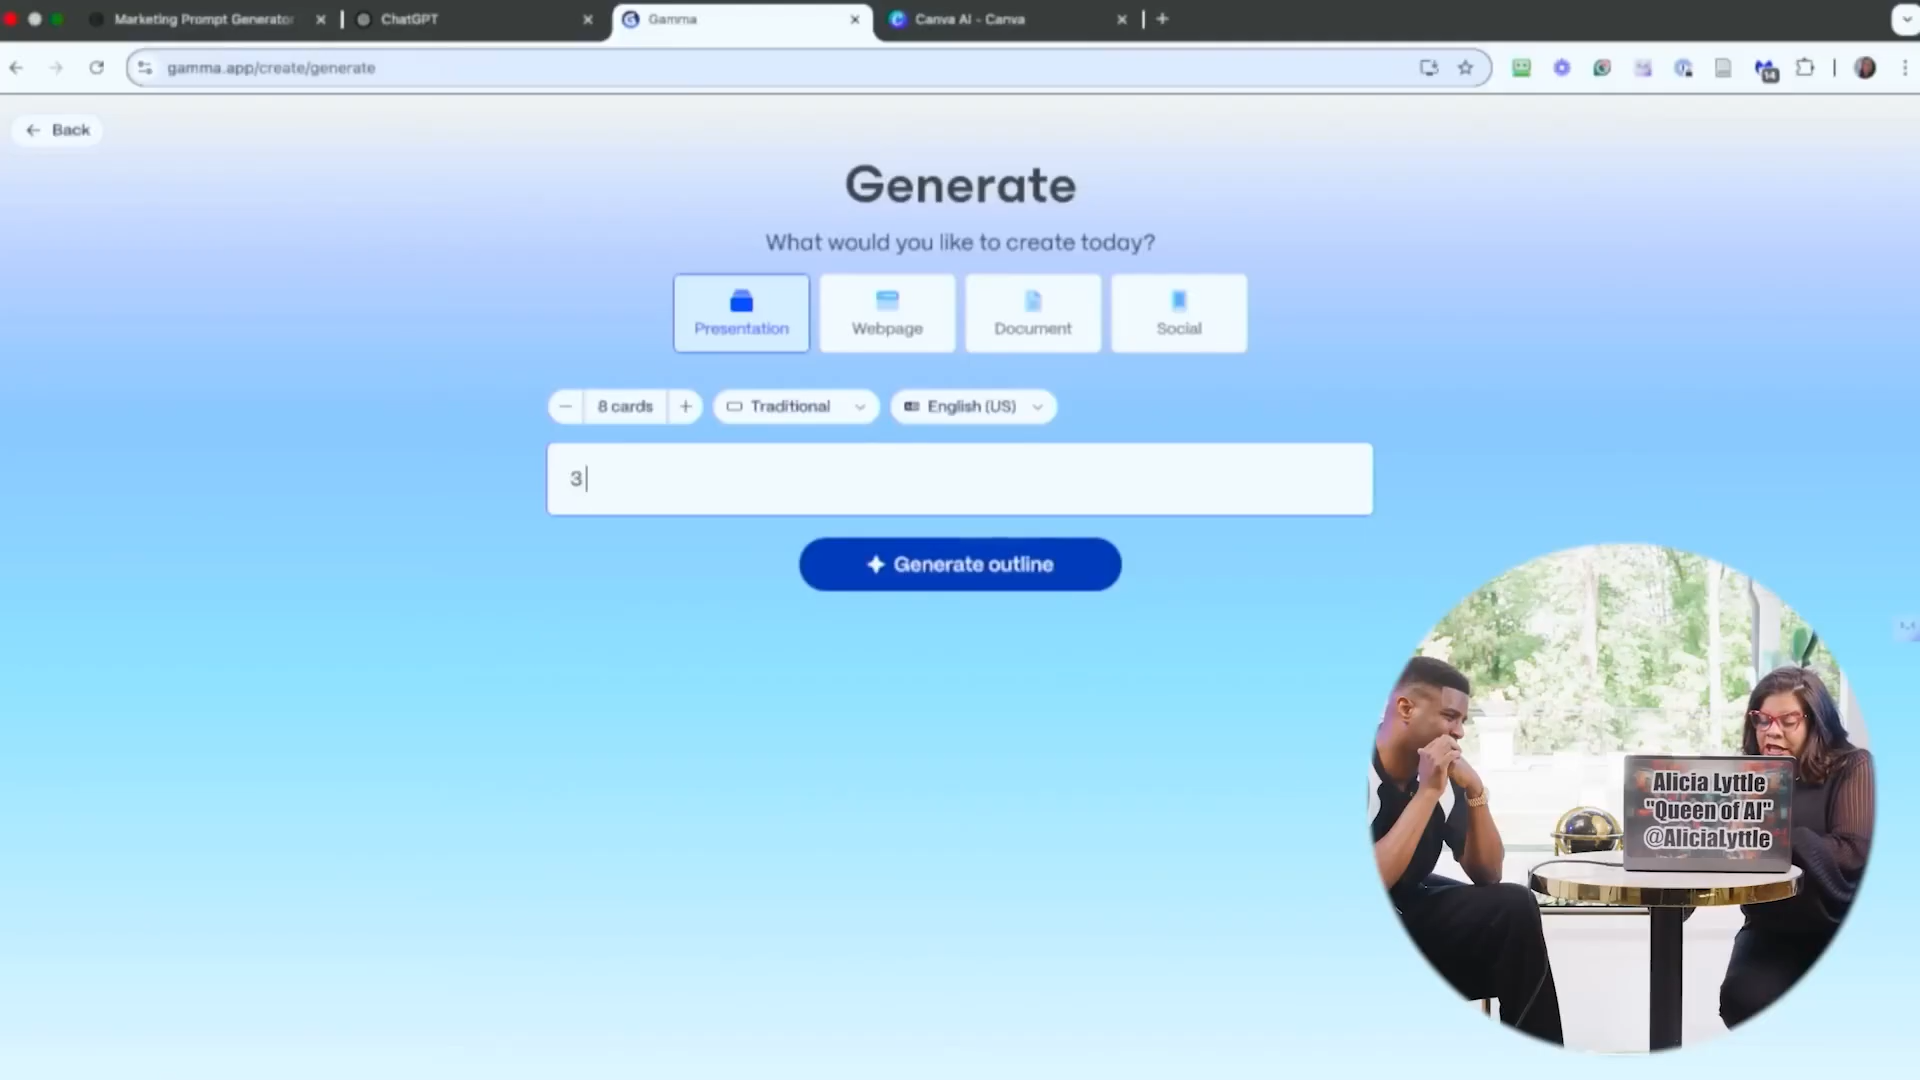 Marketing Prompt Generator
ChatGPT
Gamma
Canva AI - Canva
gamma.app/create/generate
14
Back
Generate
What would you like to create today?
Presentation
Webpage
Document
Social
8 cards
Traditional
English (US)
3
Generate outline
Alicia Lyttle
"Queen of AI"
@AliciaLyttle